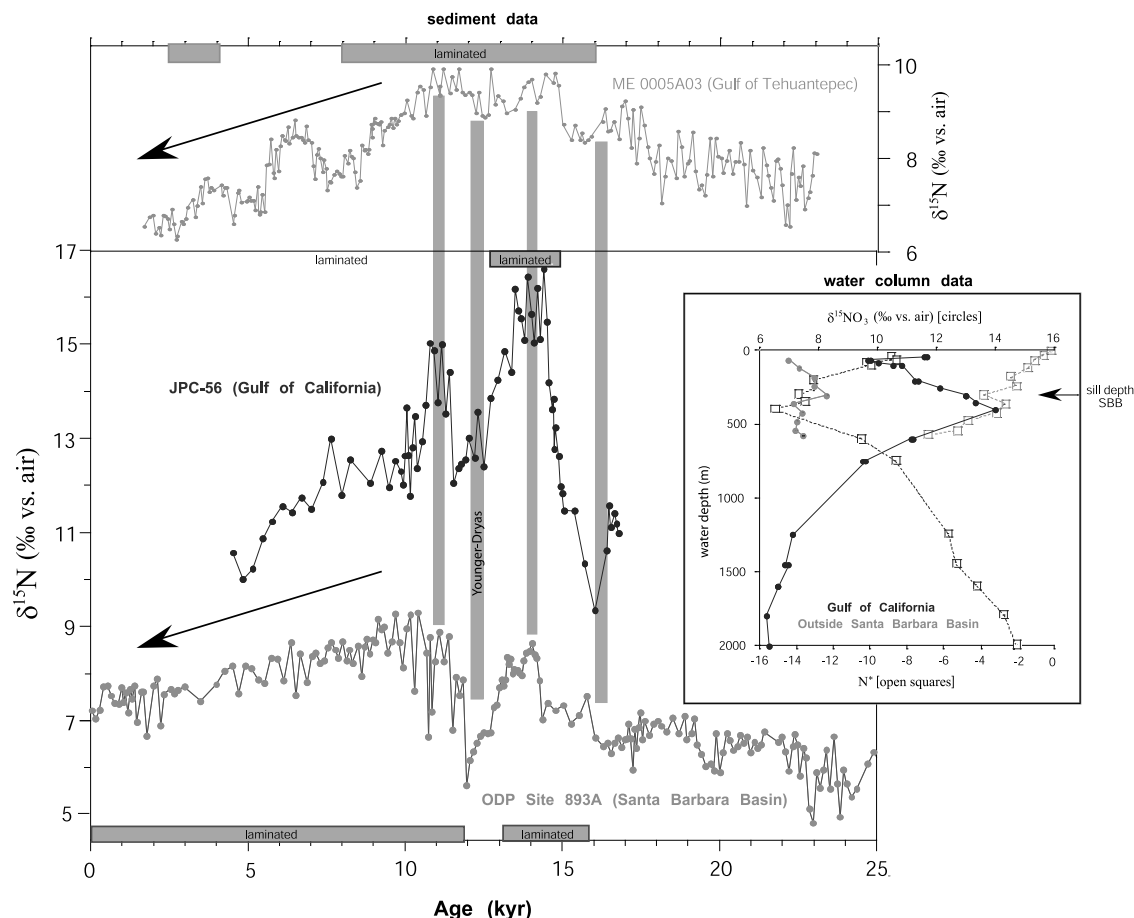 sediment data
laminated
10
ME 0005A03 (Gulf of Tehuantepec)
8
δ¹⁵N (‰ vs. air)
6
17
laminated
laminated
water column data
δ¹⁵NO₃ (‰ vs. air) [circles]
6 8 10 12 14 16
15
0
JPC-56 (Gulf of California)
sill depth
SBB
500
13
water depth (m)
1000
δ¹⁵N (‰ vs. air)
11
Younger-Dryas
1500
Gulf of California
Outside Santa Barbara Basin
9
2000
-16 -14 -12 -10 -8 -6 -4 -2 0
N* [open squares]
7
ODP Site 893A (Santa Barbara Basin)
5
laminated
laminated
0 5 10 15 20 25
Age (kyr)